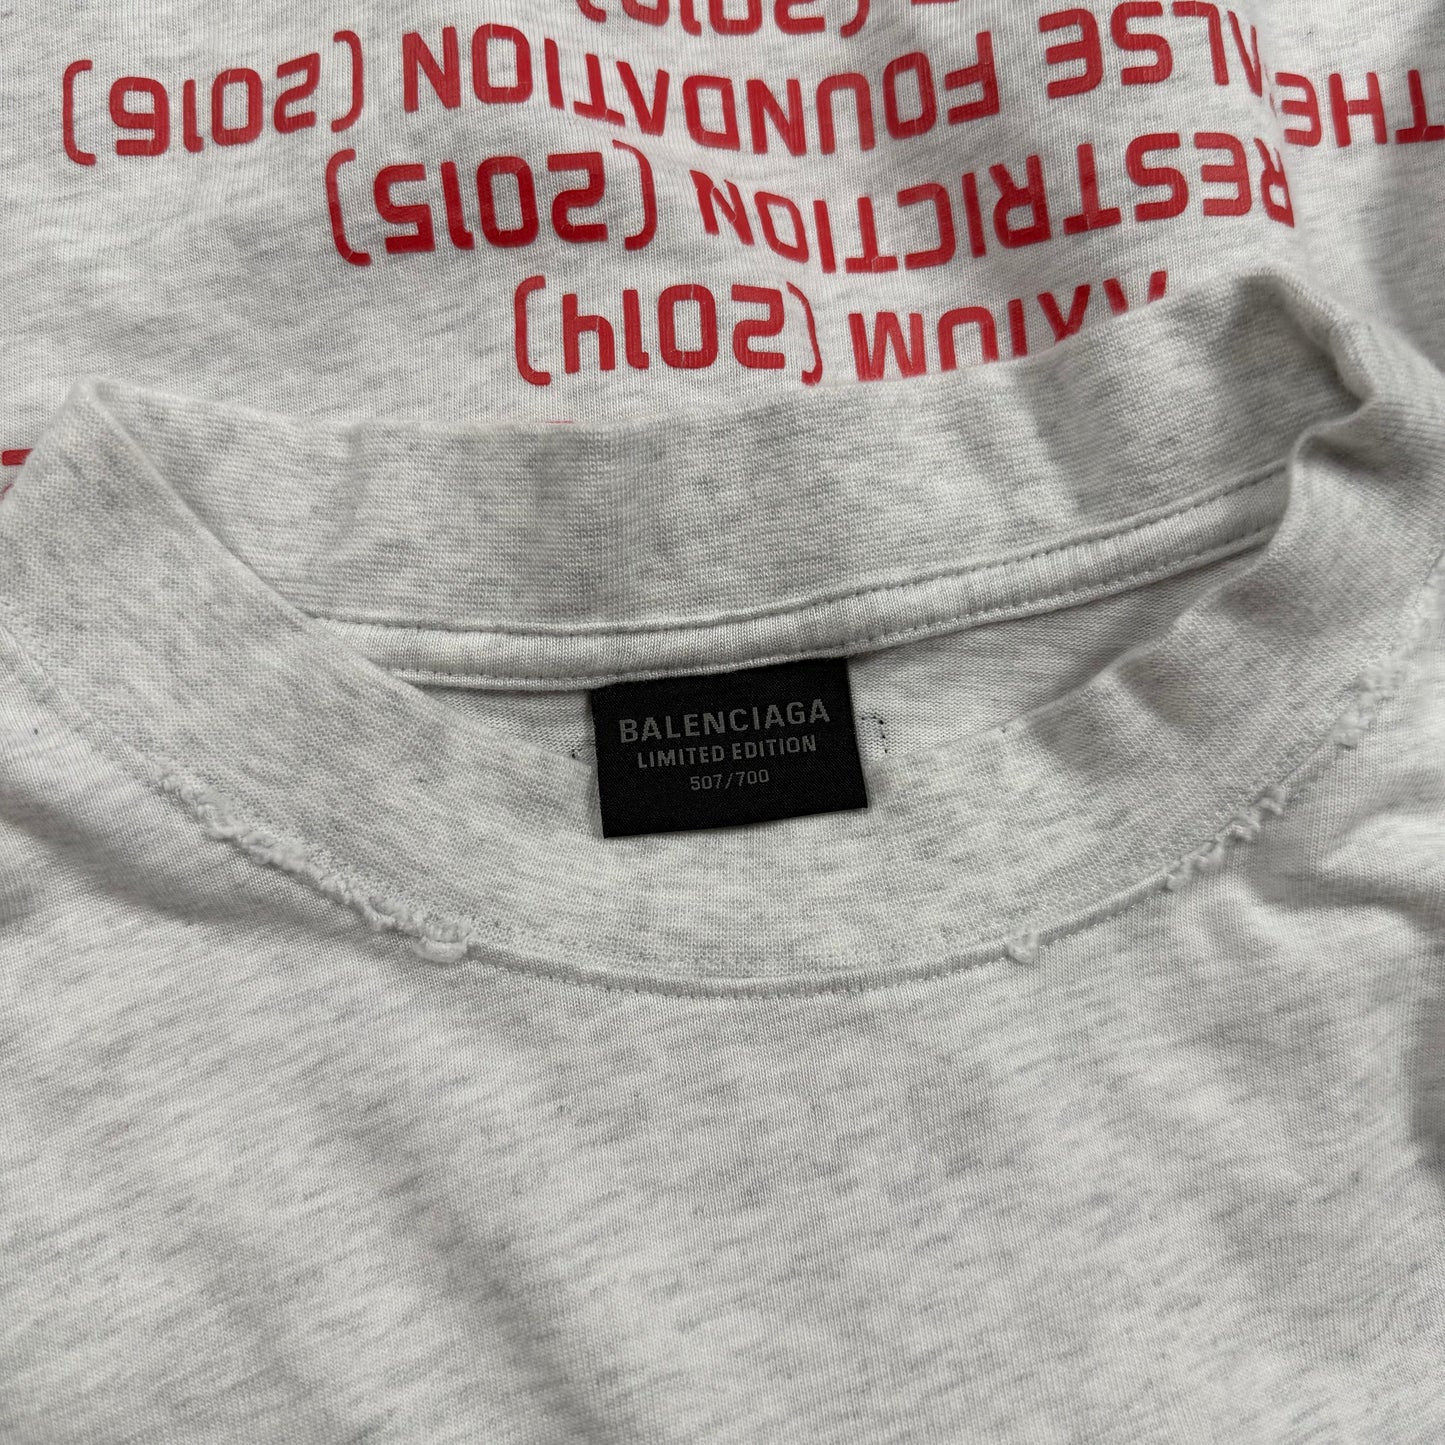 AXIOM (2014)
RESTRICTION (2015)
THE FALSE FOUNDATION (2016)
BALENCIAGA
LIMITED EDITION
507/700